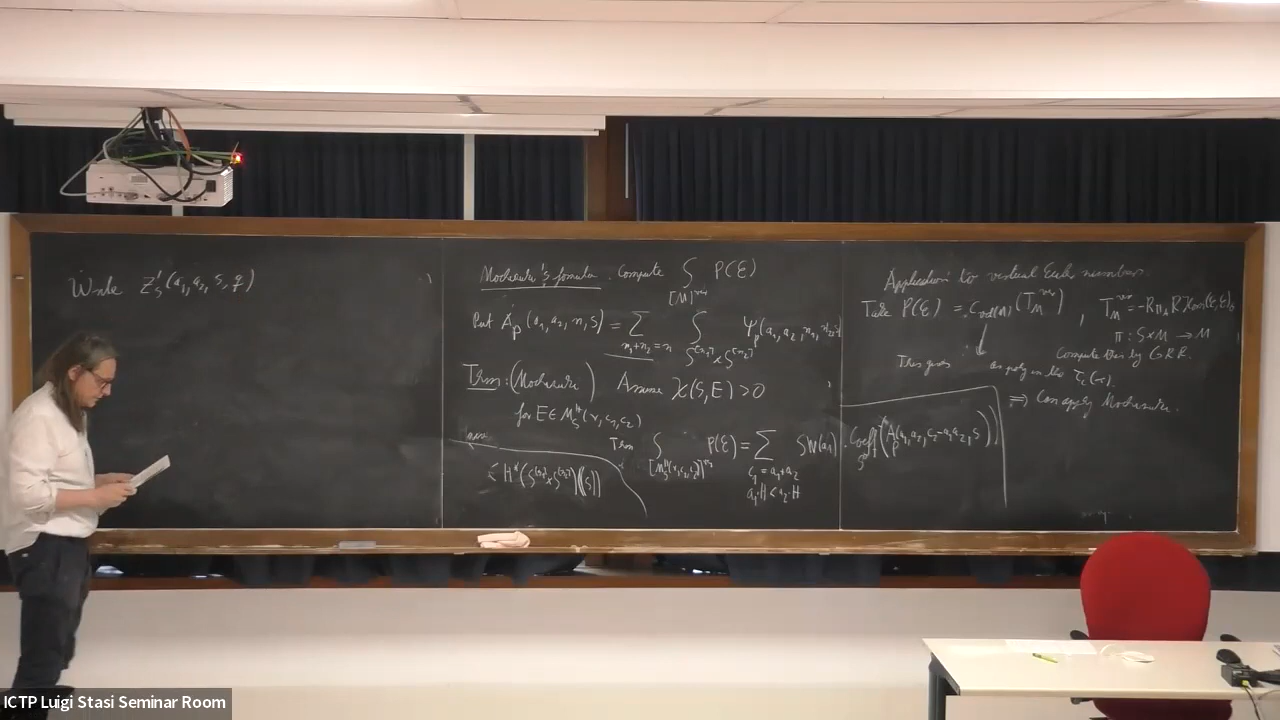 Write Z'_S(a_1,a_2,s,q)
Mochizuki's formula. Compute ∫_{[M]^{vir}} P(E)
Put A_P(a_1,a_2,n,s) = Σ_{n_1+n_2=n} ∫_{S^{[n_1]}×S^{[n_2]}} Ψ_P(a_1,a_2,n_1,n_2,s)
Thm: (Mochizuki) Assume χ(S,E)>0
for E∈M_S^H(r,c_1,c_2)
Then ∫_{[M_S^H(r,c_1,c_2)]^{vir}} P(E) = Σ_{c_1=a_1+a_2, a_1·H<a_2·H} SW(a_1) · Coeff_{s^0}(A_P(a_1,a_2,c_2-a_1a_2,s))
∈ H^*(S^{[n_1]}×S^{[n_2]})((s))
Application to virtual Euler numbers.
Take P(E) = C_{vd(M)}(T_M^{vir}), T_M^{vir} = -Rπ_* RHom(E,E)_0
π: S×M → M
Compute this by GRR.
This gives as poly in the
⇒ Can apply Mochizuki.
ICTP Luigi Stasi Seminar Room